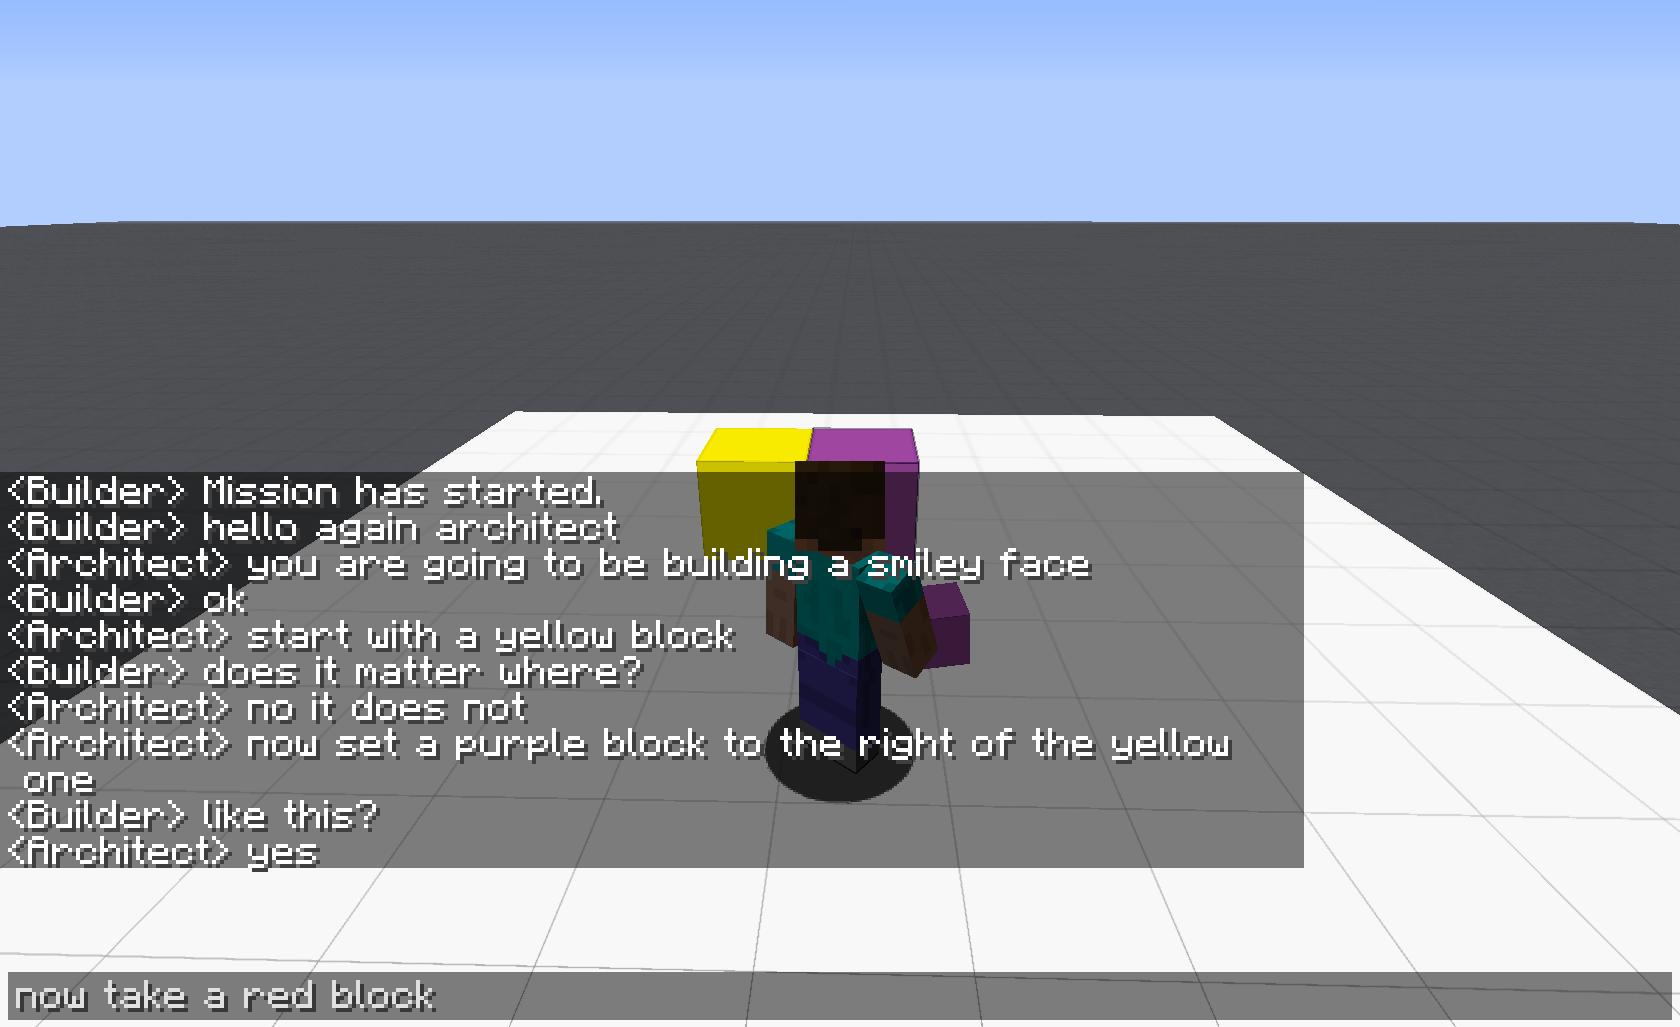 <Builder> Mission has started.
<Builder> hello again architect
<Architect> you are going to be building a smiley face
<Builder> ok
<Architect> start with a yellow block
<Builder> does it matter where?
<Architect> no it does not
<Architect> now set a purple block to the right of the yellow
one
<Builder> like this?
<Architect> yes
now take a red block